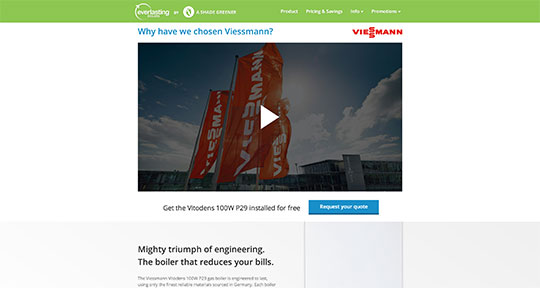 everlasting
BY
A SHADE GREENER
Product
Pricing & Savings
Info
Promotions
Why have we chosen Viessmann?
VIESMANN
VIESSMANN
VIESSMANN
VIESSMANN
Get the Vitodens 100W P29 installed for free
Request your quote
Mighty triumph of engineering.
The boiler that reduces your bills.
The Viessmann Vitodens 100W P29 gas boiler is engineered to last,
using only the finest reliable materials sourced in Germany. Each boiler